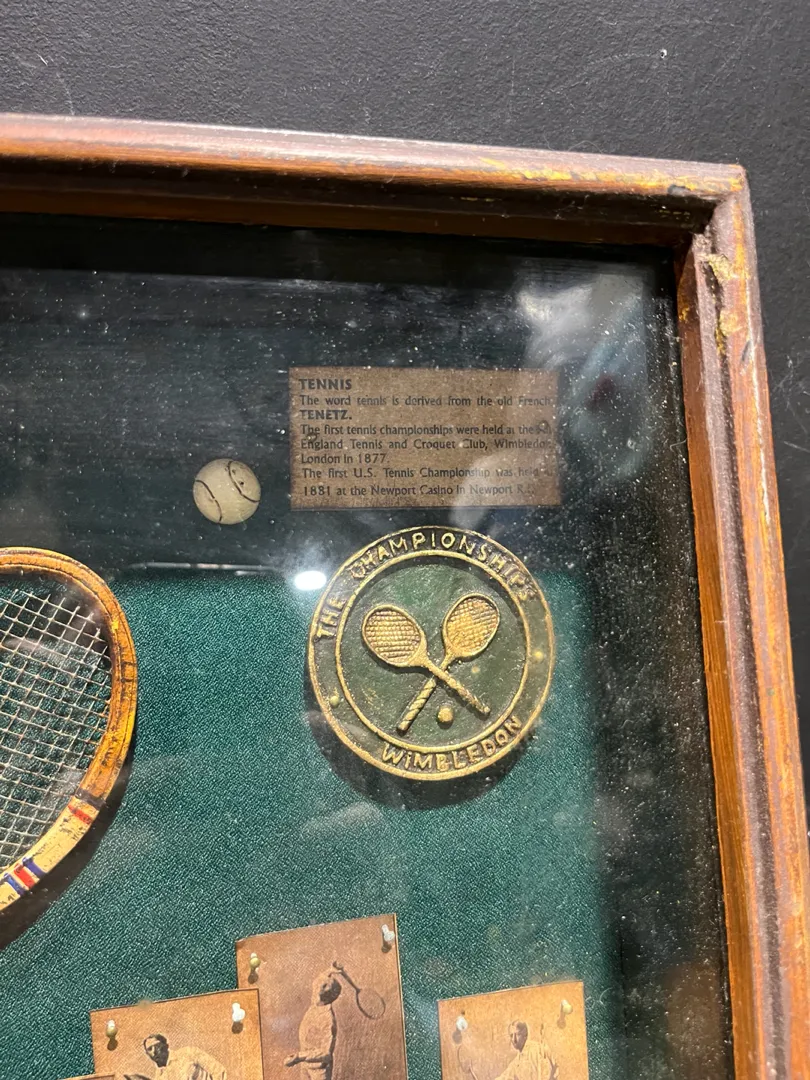 TENNIS
The word tennis is derived from the old French
TENETZ.
The first tennis championships were held at the
England Tennis and Croquet Club, Wimbledon
London in 1877.
The first U.S. Tennis Championship was
1881 at the Newport Casino in Newport R.I.
THE CHAMPIONSHIPS
WIMBLEDON